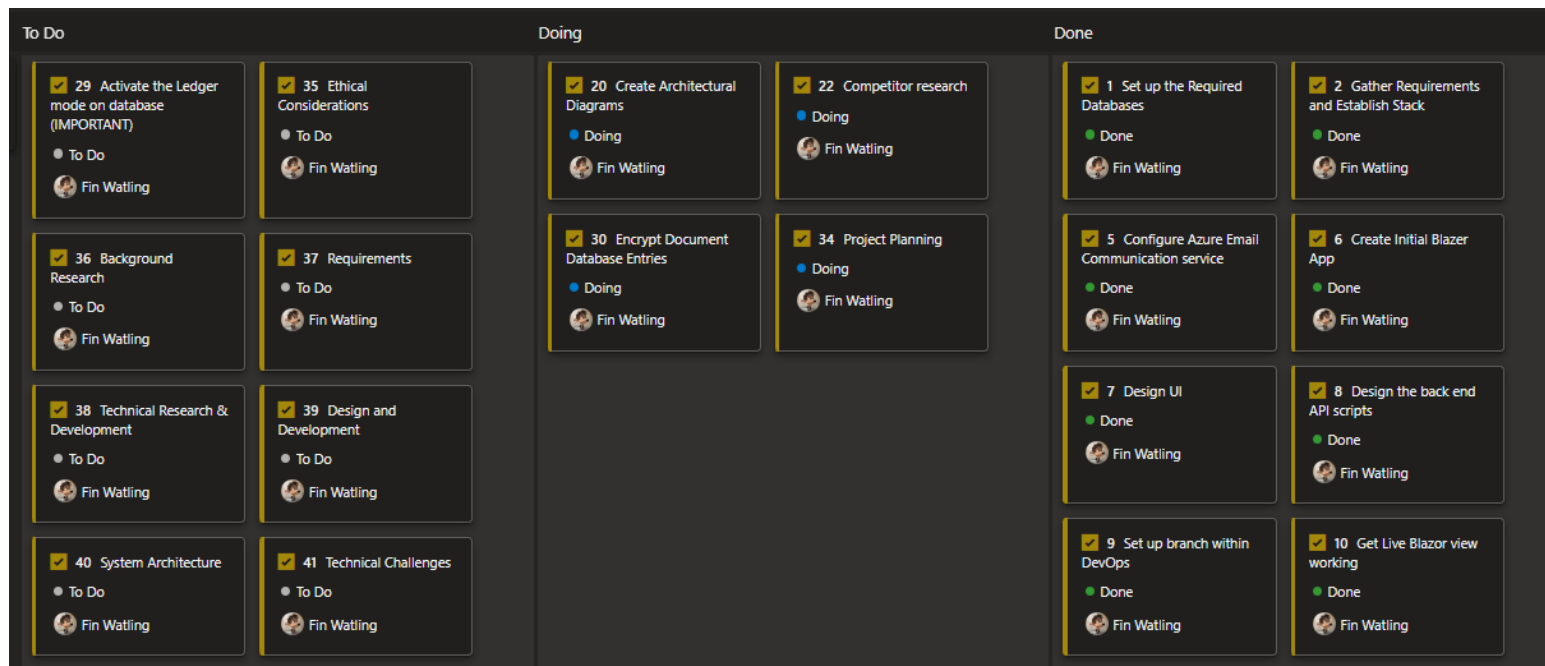 To Do
Doing
Done
29 Activate the Ledger
mode on database
(IMPORTANT)
To Do
Fin Watling
35 Ethical
Considerations
To Do
Fin Watling
36 Background
Research
To Do
Fin Watling
37 Requirements
To Do
Fin Watling
38 Technical Research &
Development
To Do
Fin Watling
39 Design and
Development
To Do
Fin Watling
40 System Architecture
To Do
Fin Watling
41 Technical Challenges
To Do
Fin Watling
20 Create Architectural
Diagrams
Doing
Fin Watling
22 Competitor research
Doing
Fin Watling
30 Encrypt Document
Database Entries
Doing
Fin Watling
34 Project Planning
Doing
Fin Watling
1 Set up the Required
Databases
Done
Fin Watling
2 Gather Requirements
and Establish Stack
Done
Fin Watling
5 Configure Azure Email
Communication service
Done
Fin Watling
6 Create Initial Blazer
App
Done
Fin Watling
7 Design UI
Done
Fin Watling
8 Design the back end
API scripts
Done
Fin Watling
9 Set up branch within
DevOps
Done
Fin Watling
10 Get Live Blazor view
working
Done
Fin Watling